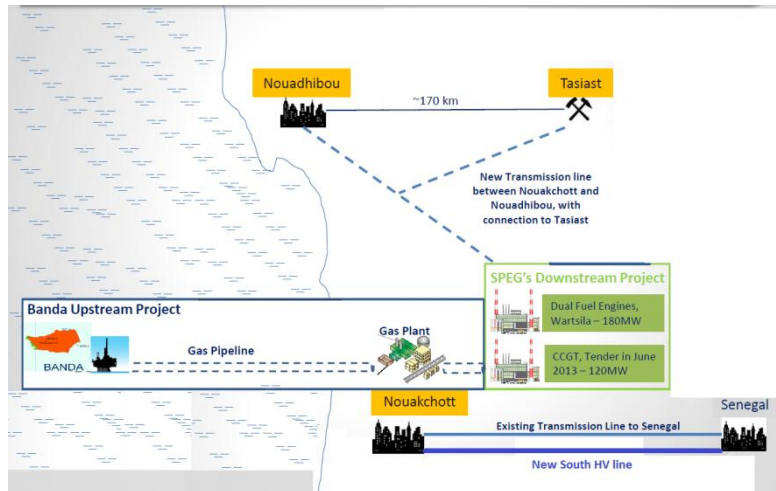 Nouadhibou
Tasiast
~170 km
New Transmission line
between Nouakchott and
Nouadhibou, with
connection to Tasiast
SPEG's Downstream Project
Dual Fuel Engines,
Wartsila – 180MW
CCGT, Tender in June
2013 – 120MW
Banda Upstream Project
Gas Pipeline
Gas Plant
BANDA
Nouakchott
Senegal
Existing Transmission Line to Senegal
New South HV line